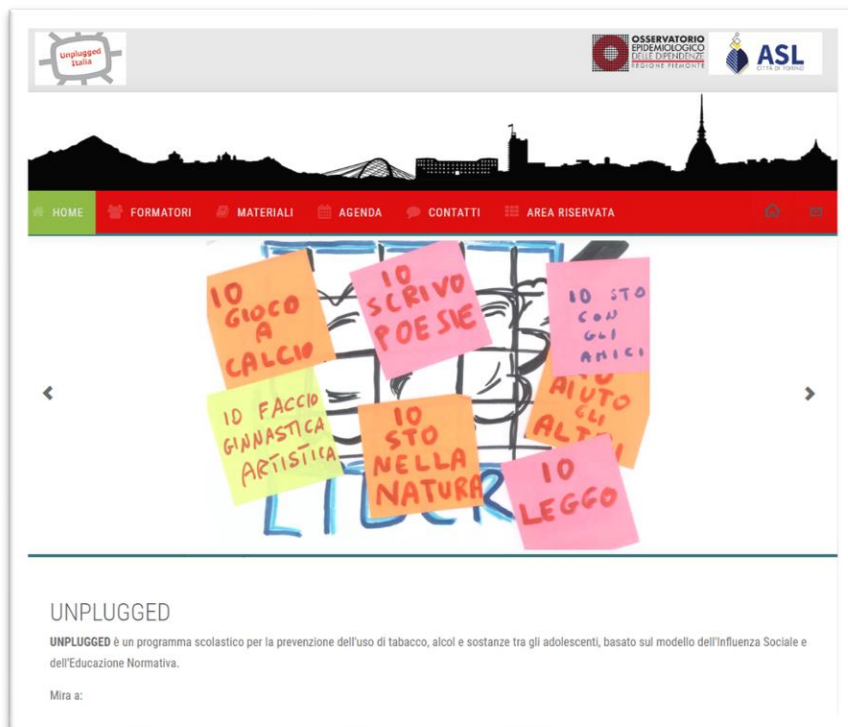 Unplugged
Italia
OSSERVATORIO
EPIDEMIOLOGICO
DELLE DIPENDENZE
REGIONE PIEMONTE
ASL
CITTÀ DI TORINO
HOME FORMATORI MATERIALI AGENDA CONTATTI AREA RISERVATA
IO
GIOCO
A
CALCIO
IO
SCRIVO
POESIE
IO STO
CON
GLI
AMICI
IO FACCIO
GINNASTICA
ARTISTICA
IO
STO
NELLA
NATURA
AIUTO
GLI
ALTRI
IO
LEGGO
UNPLUGGED
UNPLUGGED è un programma scolastico per la prevenzione dell'uso di tabacco, alcol e sostanze tra gli adolescenti, basato sul modello dell'Influenza Sociale e
dell'Educazione Normativa.
Mira a: